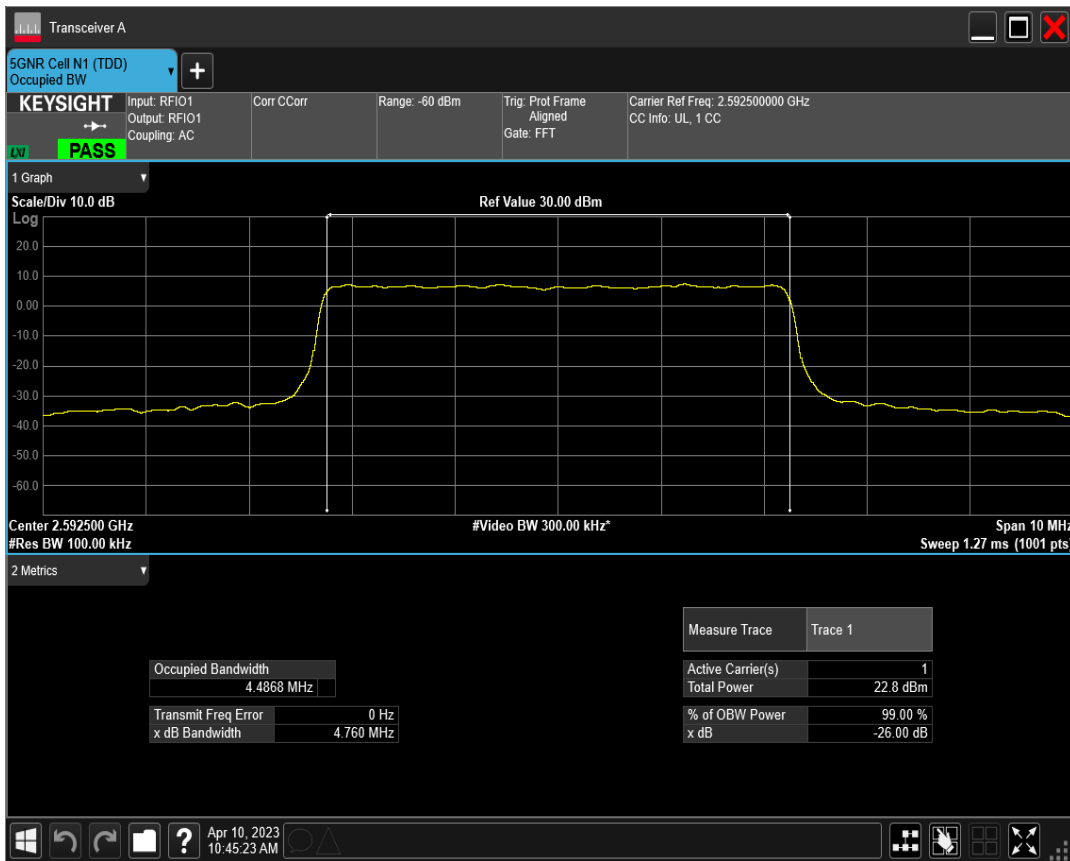 Transceiver A
5GNR Cell N1 (TDD)
Occupied BW
KEYSIGHT
LXI
PASS
Input: RFIO1
Output: RFIO1
Coupling: AC
Corr CCorr
Range: -60 dBm
Trig: Prot Frame
Aligned
Gate: FFT
Carrier Ref Freq: 2.592500000 GHz
CC Info: UL, 1 CC
1 Graph
Scale/Div 10.0 dB
Ref Value 30.00 dBm
Log
20.0
10.0
0.00
-10.0
-20.0
-30.0
-40.0
-50.0
-60.0
Center 2.592500 GHz
#Video BW 300.00 kHz*
Span 10 MHz
#Res BW 100.00 kHz
Sweep 1.27 ms (1001 pts)
2 Metrics
Measure Trace Trace 1
Occupied Bandwidth
4.4868 MHz
Active Carrier(s) 1
Total Power 22.8 dBm
Transmit Freq Error 0 Hz
x dB Bandwidth 4.760 MHz
% of OBW Power 99.00 %
x dB -26.00 dB
?
Apr 10, 2023
10:45:23 AM